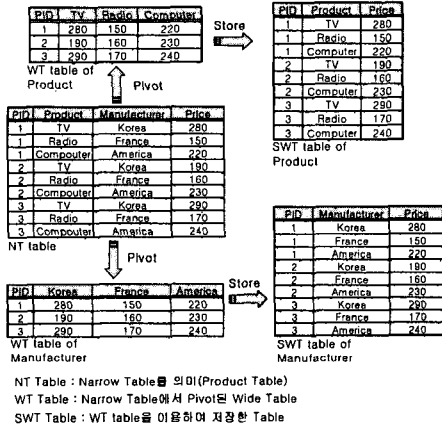 PID TV Radio Computer
1 280 150 220
2 190 160 230
3 290 170 240
WT table of
Product
Store
PID Product Price
1 TV 280
1 Radio 150
1 Computer 220
2 TV 190
2 Radio 160
2 Computer 230
3 TV 290
3 Radio 170
3 Computer 240
SWT table of
Product
Pivot
PID Product Manufacturer Price
1 TV Korea 280
1 Radio France 150
1 Compouter America 220
2 TV Korea 190
2 Radio France 160
2 Compouter America 230
3 TV Korea 290
3 Radio France 170
3 Compouter America 240
NT table
Pivot
PID Korea France America
1 280 150 220
2 190 160 230
3 290 170 240
WT table of
Manufacturer
Store
PID Manufacturer Price
1 Korea 280
1 France 150
1 America 220
2 Korea 190
2 France 160
2 America 230
3 Korea 290
3 France 170
3 America 240
SWT table of
Manufacturer
NT Table : Narrow Table를 의미(Product Table)
WT Table : Narrow Table에서 Pivot된 Wide Table
SWT Table : WT table을 이용하여 저장한 Table